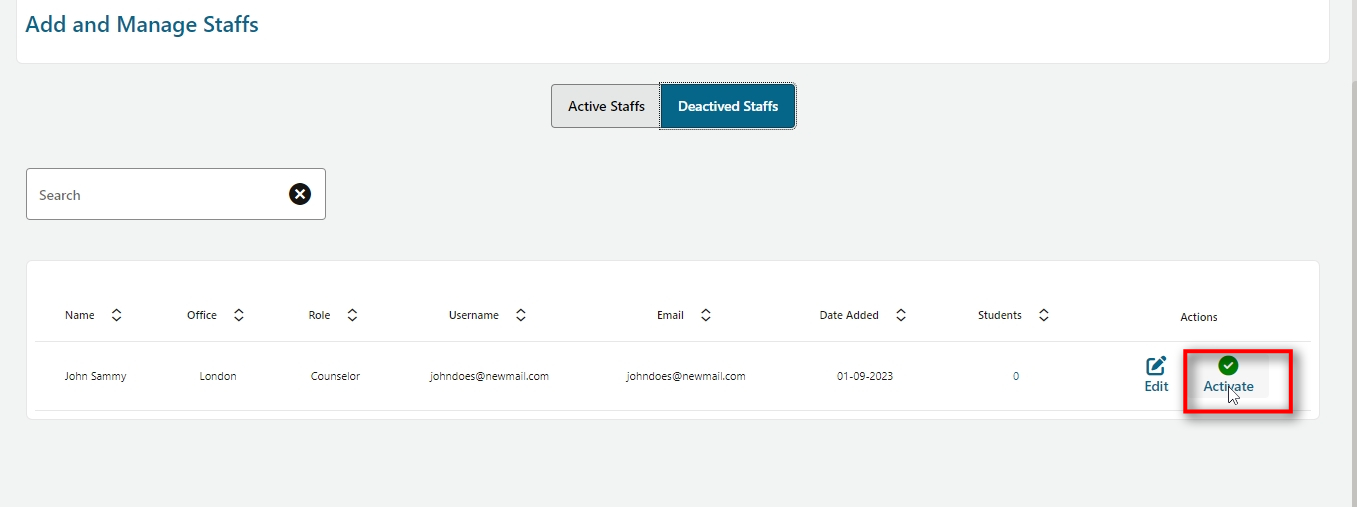 Add and Manage Staffs
Active Staffs Deactived Staffs
Search
Name Office Role Username Email Date Added Students Actions
John Sammy London Counselor johndoes@newmail.com johndoes@newmail.com 01-09-2023 0 Edit Activate